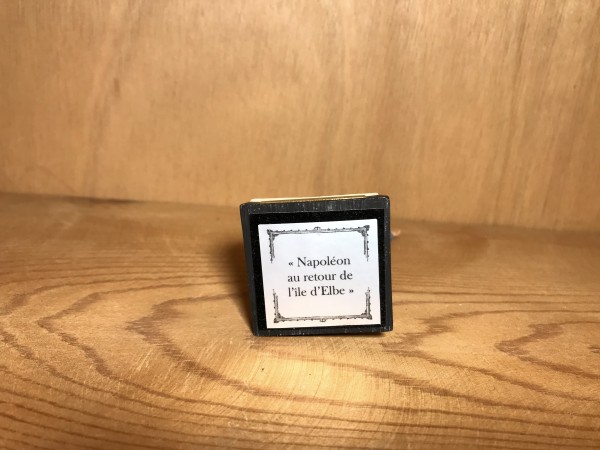 « Napoléon
au retour de
l’île d’Elbe »